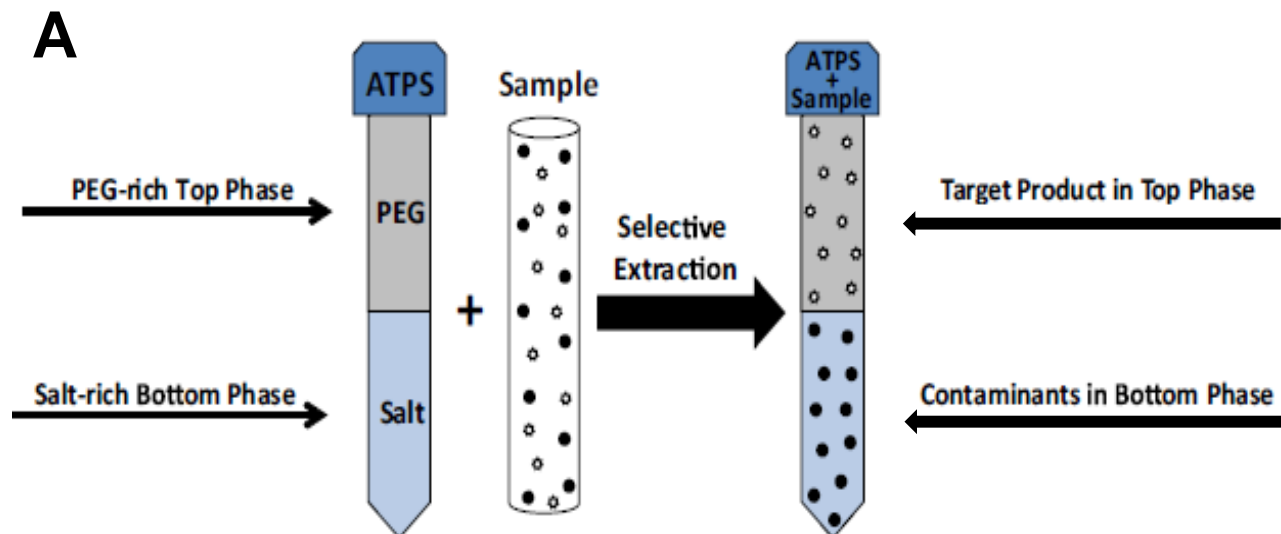 A
ATPS
Sample
ATPS
+
Sample
PEG-rich Top Phase
PEG
Target Product in Top Phase
Selective
Extraction
+
Salt-rich Bottom Phase
Salt
Contaminants in Bottom Phase